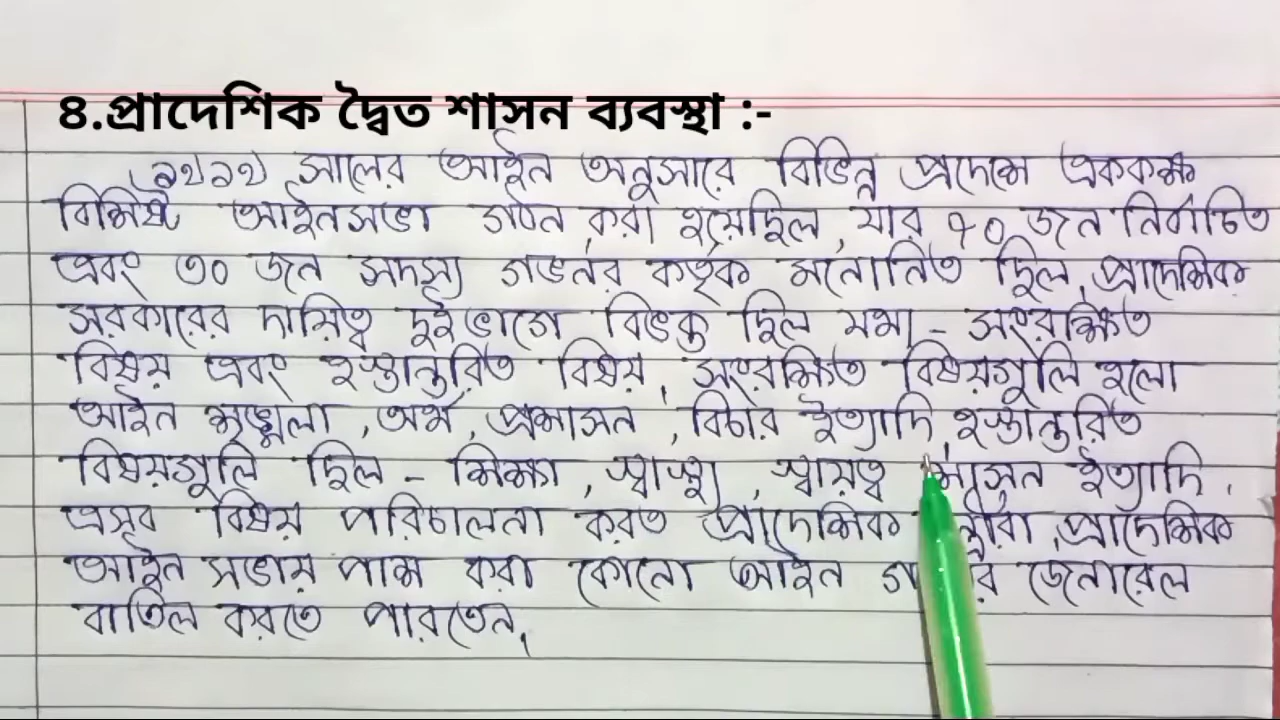 ৪.প্রাদেশিক দ্বৈত শাসন ব্যবস্থা :-
১৯১৯ সালের আইন অনুসারে বিভিন্ন প্রদেশে এককক্ষ
বিশিষ্ট আইনসভা গঠন করা হয়েছিল, যার ৭০ জন নির্বাচিত
এবং ৩০ জন সদস্য গভর্নর কর্তৃক মনোনিত ছিল, প্রাদেশিক
সরকারের দায়িত্ব দুইভাগে বিভক্ত ছিল যথা - সংরক্ষিত
বিষয় এবং হস্তান্তরিত বিষয়, সংরক্ষিত বিষয়গুলি হলো
আইন শৃঙ্খলা, অর্থ, প্রশাসন, বিচার ইত্যাদি, হস্তান্তরিত
বিষয়গুলি ছিল - শিক্ষা, স্বাস্থ্য, স্বায়ত্ব শাসন ইত্যাদি,
এসব বিষয় পরিচালনা করত প্রাদেশিক, প্রাদেশিক
আইন সভায় পাশ করা কোনো আইন জেনারেল
বাতিল করতে পারতেন,